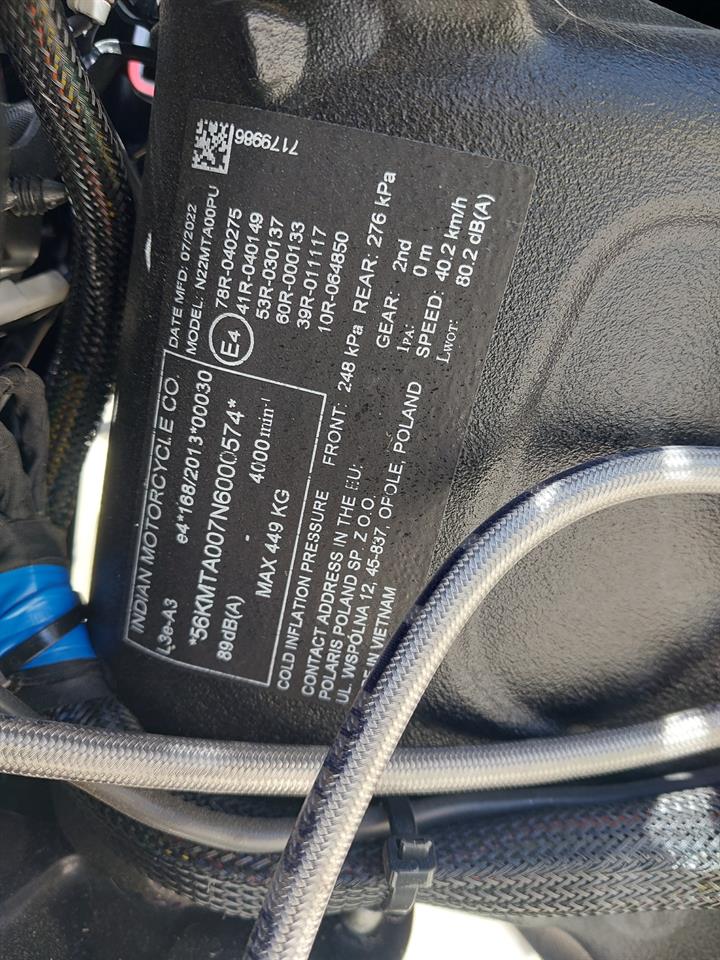 7179986
INDIAN MOTORCYCLE CO.
DATE MFD: 07/2022
MODEL: N22MTA00PU
L3e-A3
e4*168/2013*00030
*56KMTA007N6000574*
89dB(A) - 4000 min-1
MAX 449 KG
E4
78R-040275
41R-040149
53R-030137
60R-000133
39R-011117
10R-064850
COLD INFLATION PRESSURE FRONT: 248 kPa REAR: 276 kPa
CONTACT ADDRESS IN THE EU:
POLARIS POLAND SP. Z O.O.
UL. WSPÓLNA 12, 45-837, OPOLE, POLAND
IN VIETNAM
GEAR: 2nd
1PA: 0 m
SPEED: 40.2 km/h
Lwot: 80.2 dB(A)